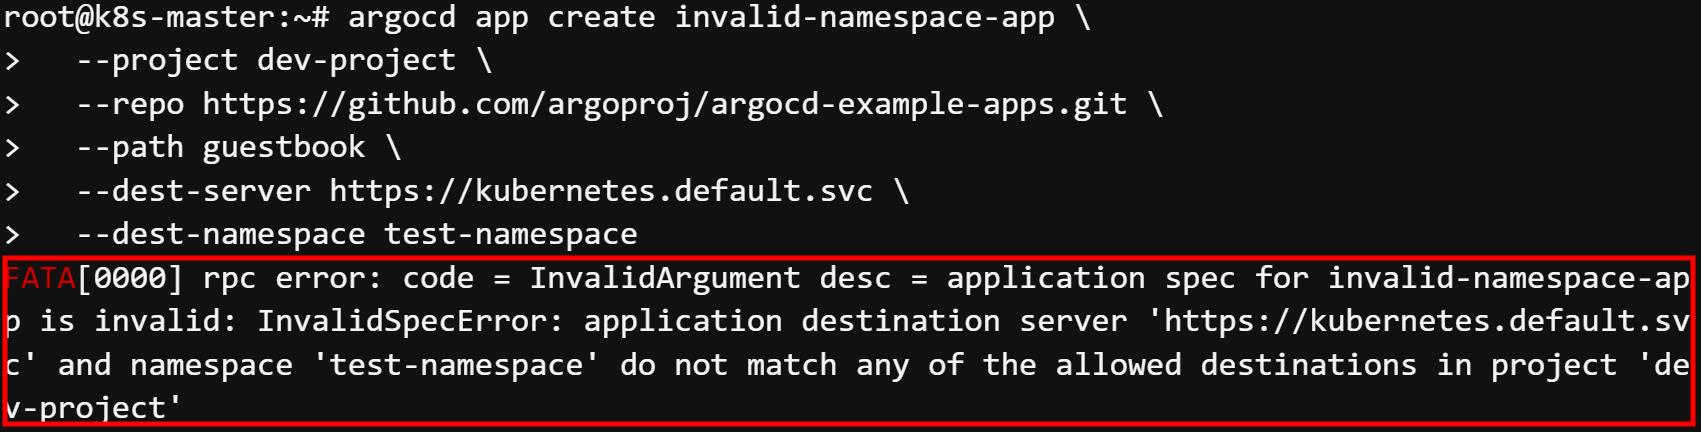 root@k8s-master:~# argocd app create invalid-namespace-app \
>   --project dev-project \
>   --repo https://github.com/argoproj/argocd-example-apps.git \
>   --path guestbook \
>   --dest-server https://kubernetes.default.svc \
>   --dest-namespace test-namespace
FATA[0000] rpc error: code = InvalidArgument desc = application spec for invalid-namespace-ap
p is invalid: InvalidSpecError: application destination server 'https://kubernetes.default.sv
c' and namespace 'test-namespace' do not match any of the allowed destinations in project 'de
v-project'